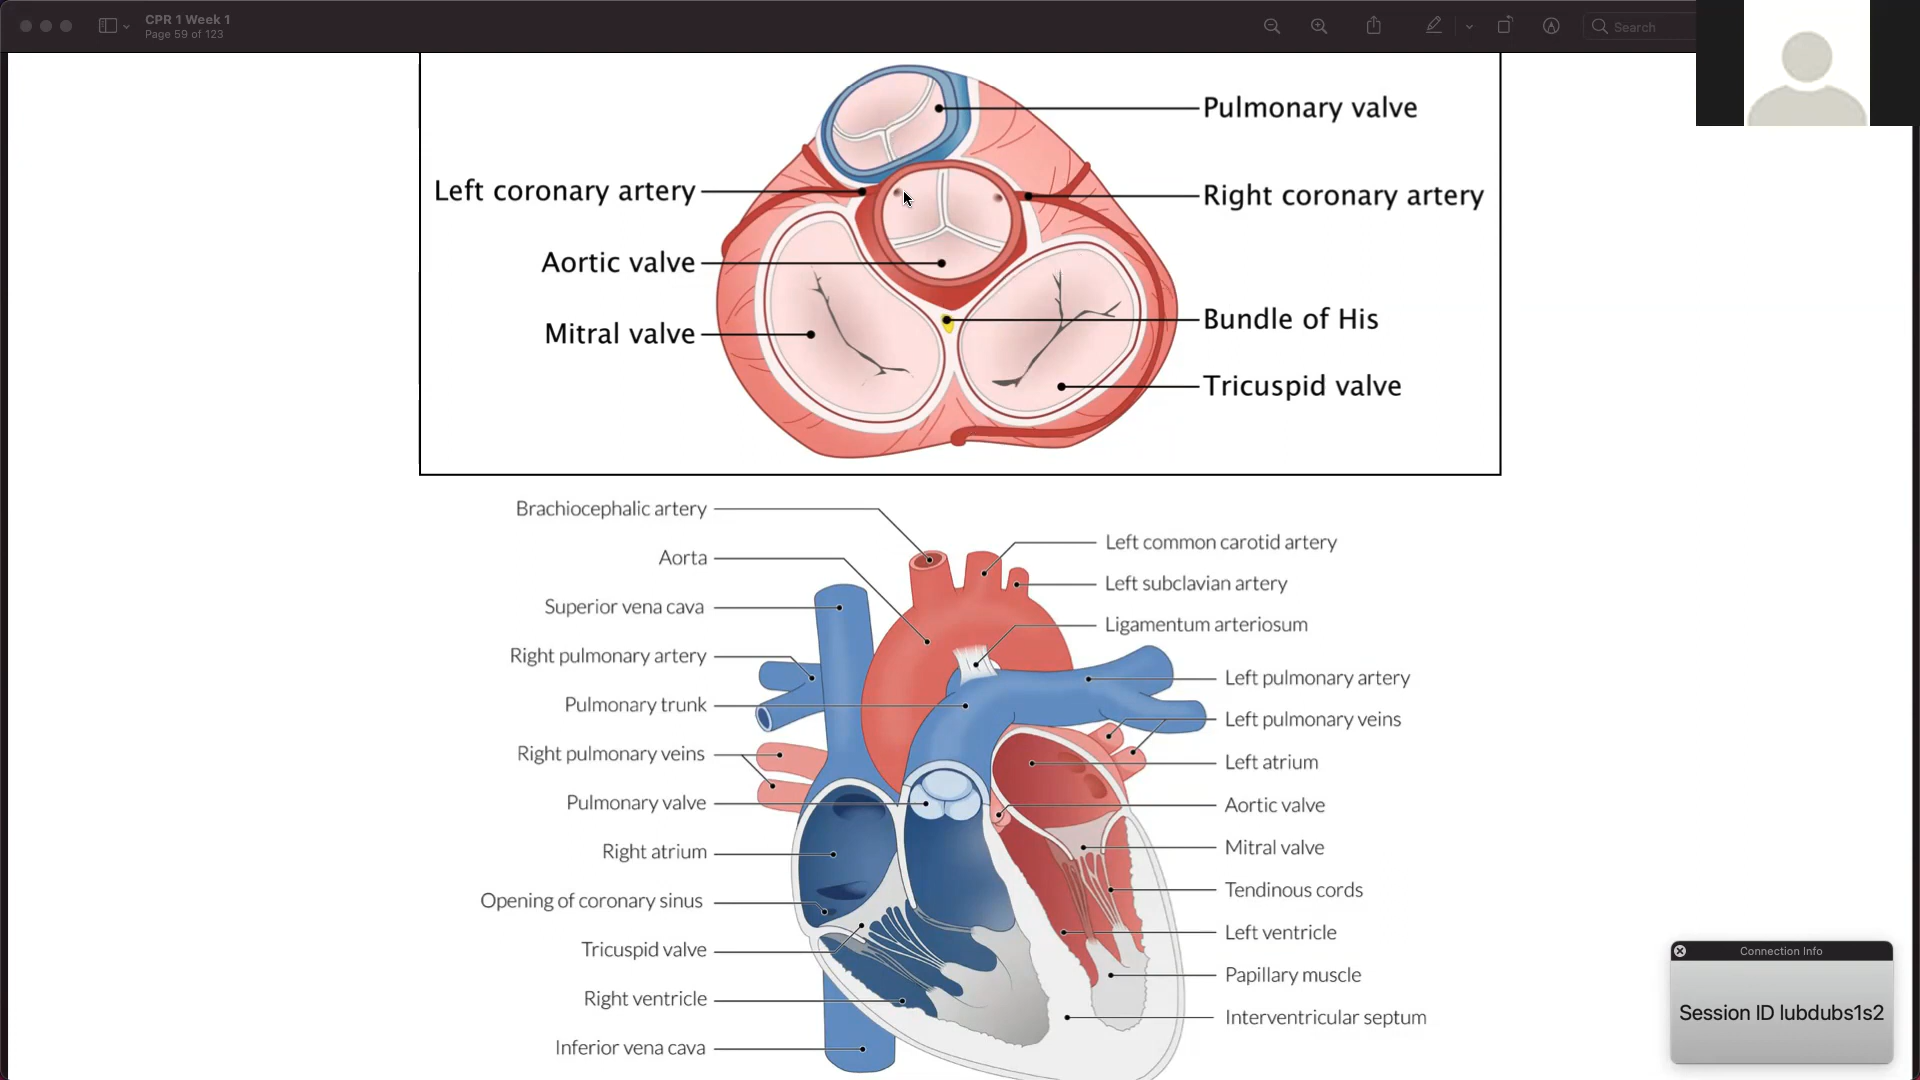 CPR 1 Week 1
Page 59 of 123
Search
Pulmonary valve
Left coronary artery
Right coronary artery
Aortic valve
Bundle of His
Mitral valve
Tricuspid valve
Brachiocephalic artery
Left common carotid artery
Aorta
Left subclavian artery
Superior vena cava
Ligamentum arteriosum
Right pulmonary artery
Left pulmonary artery
Pulmonary trunk
Left pulmonary veins
Right pulmonary veins
Left atrium
Pulmonary valve
Aortic valve
Right atrium
Mitral valve
Opening of coronary sinus
Tendinous cords
Tricuspid valve
Left ventricle
Right ventricle
Papillary muscle
Inferior vena cava
Interventricular septum
Connection Info
Session ID lubdubs1s2